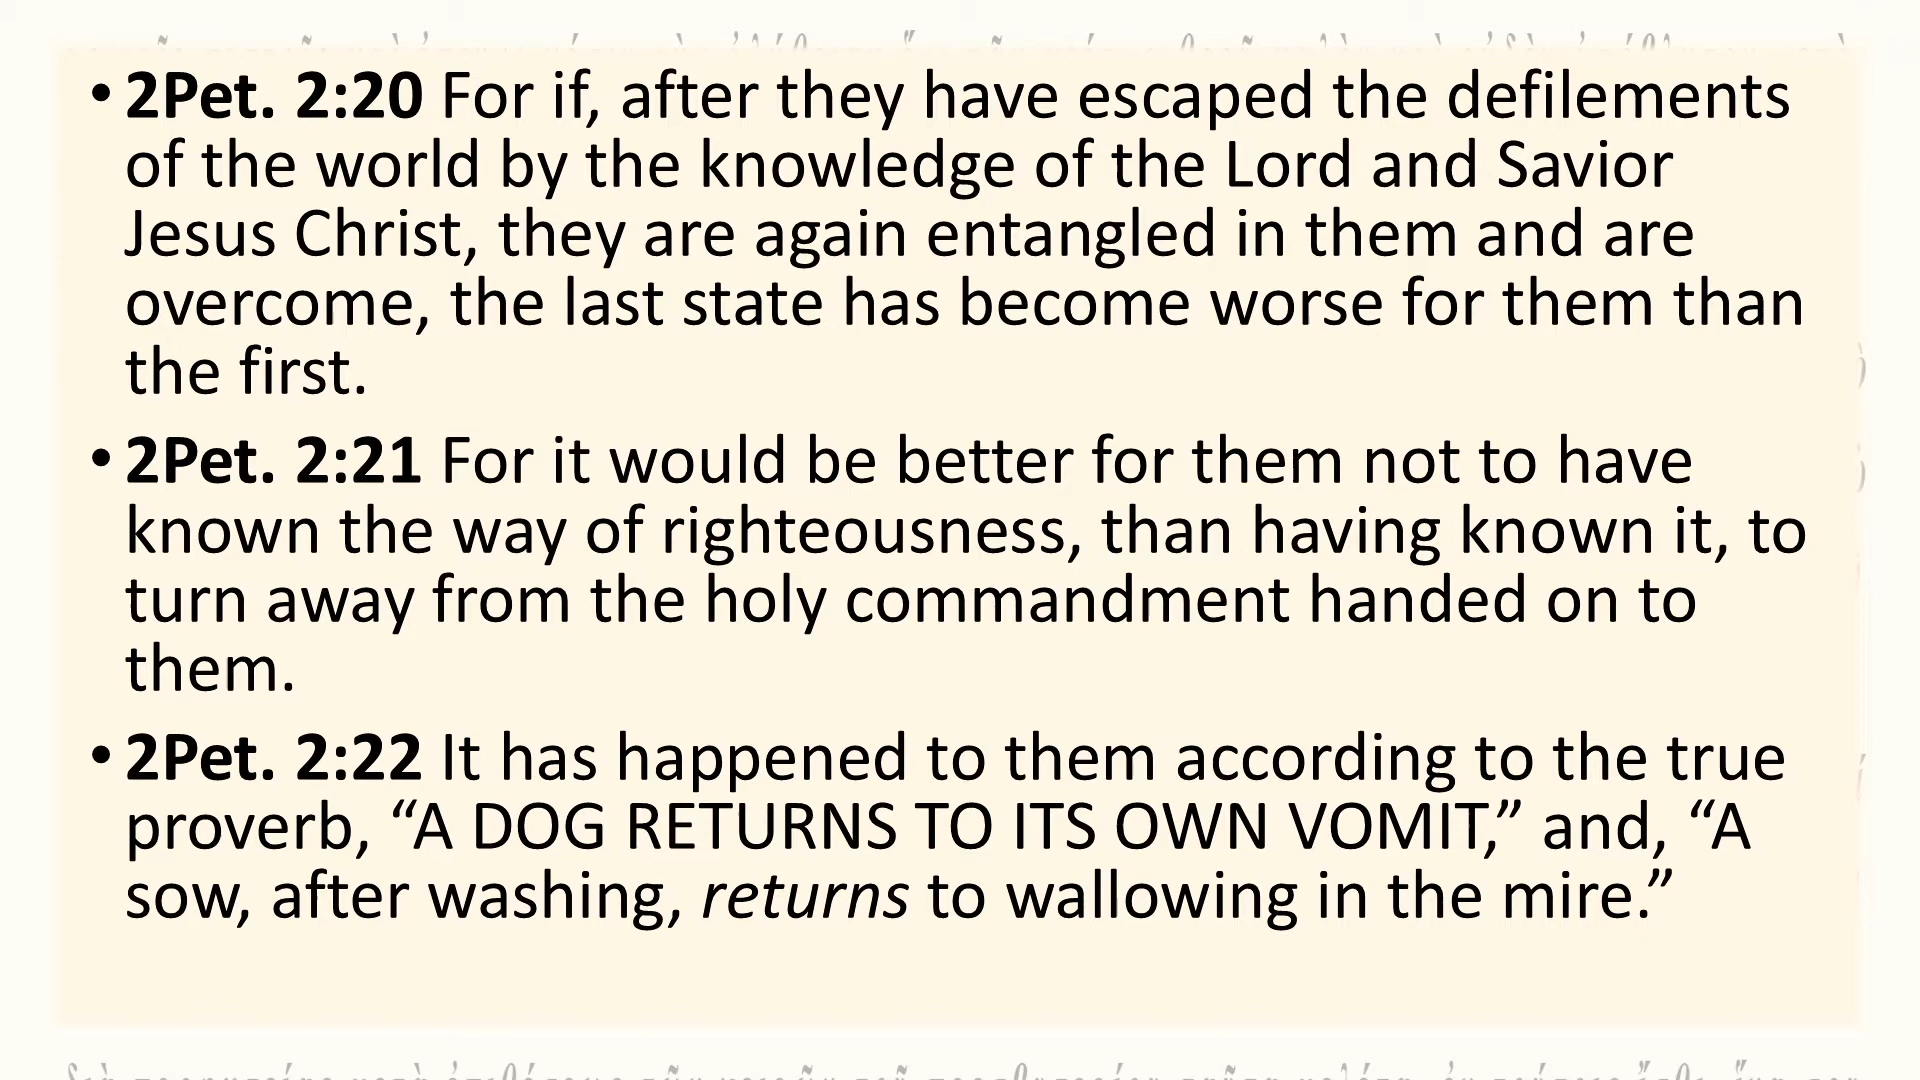 • 2Pet. 2:20 For if, after they have escaped the defilements
of the world by the knowledge of the Lord and Savior
Jesus Christ, they are again entangled in them and are
overcome, the last state has become worse for them than
the first.
• 2Pet. 2:21 For it would be better for them not to have
known the way of righteousness, than having known it, to
turn away from the holy commandment handed on to
them.
• 2Pet. 2:22 It has happened to them according to the true
proverb, “A DOG RETURNS TO ITS OWN VOMIT,” and, “A
sow, after washing, returns to wallowing in the mire.”